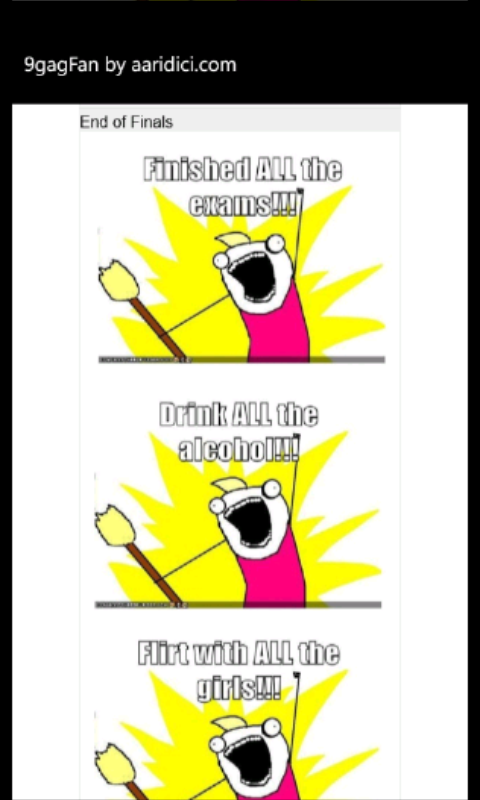 9gagFan by aaridici.com
End of Finals
Finished ALL the
exams!!!
Drink ALL the
alcohol!!!
Flirt with ALL the
girls!!!